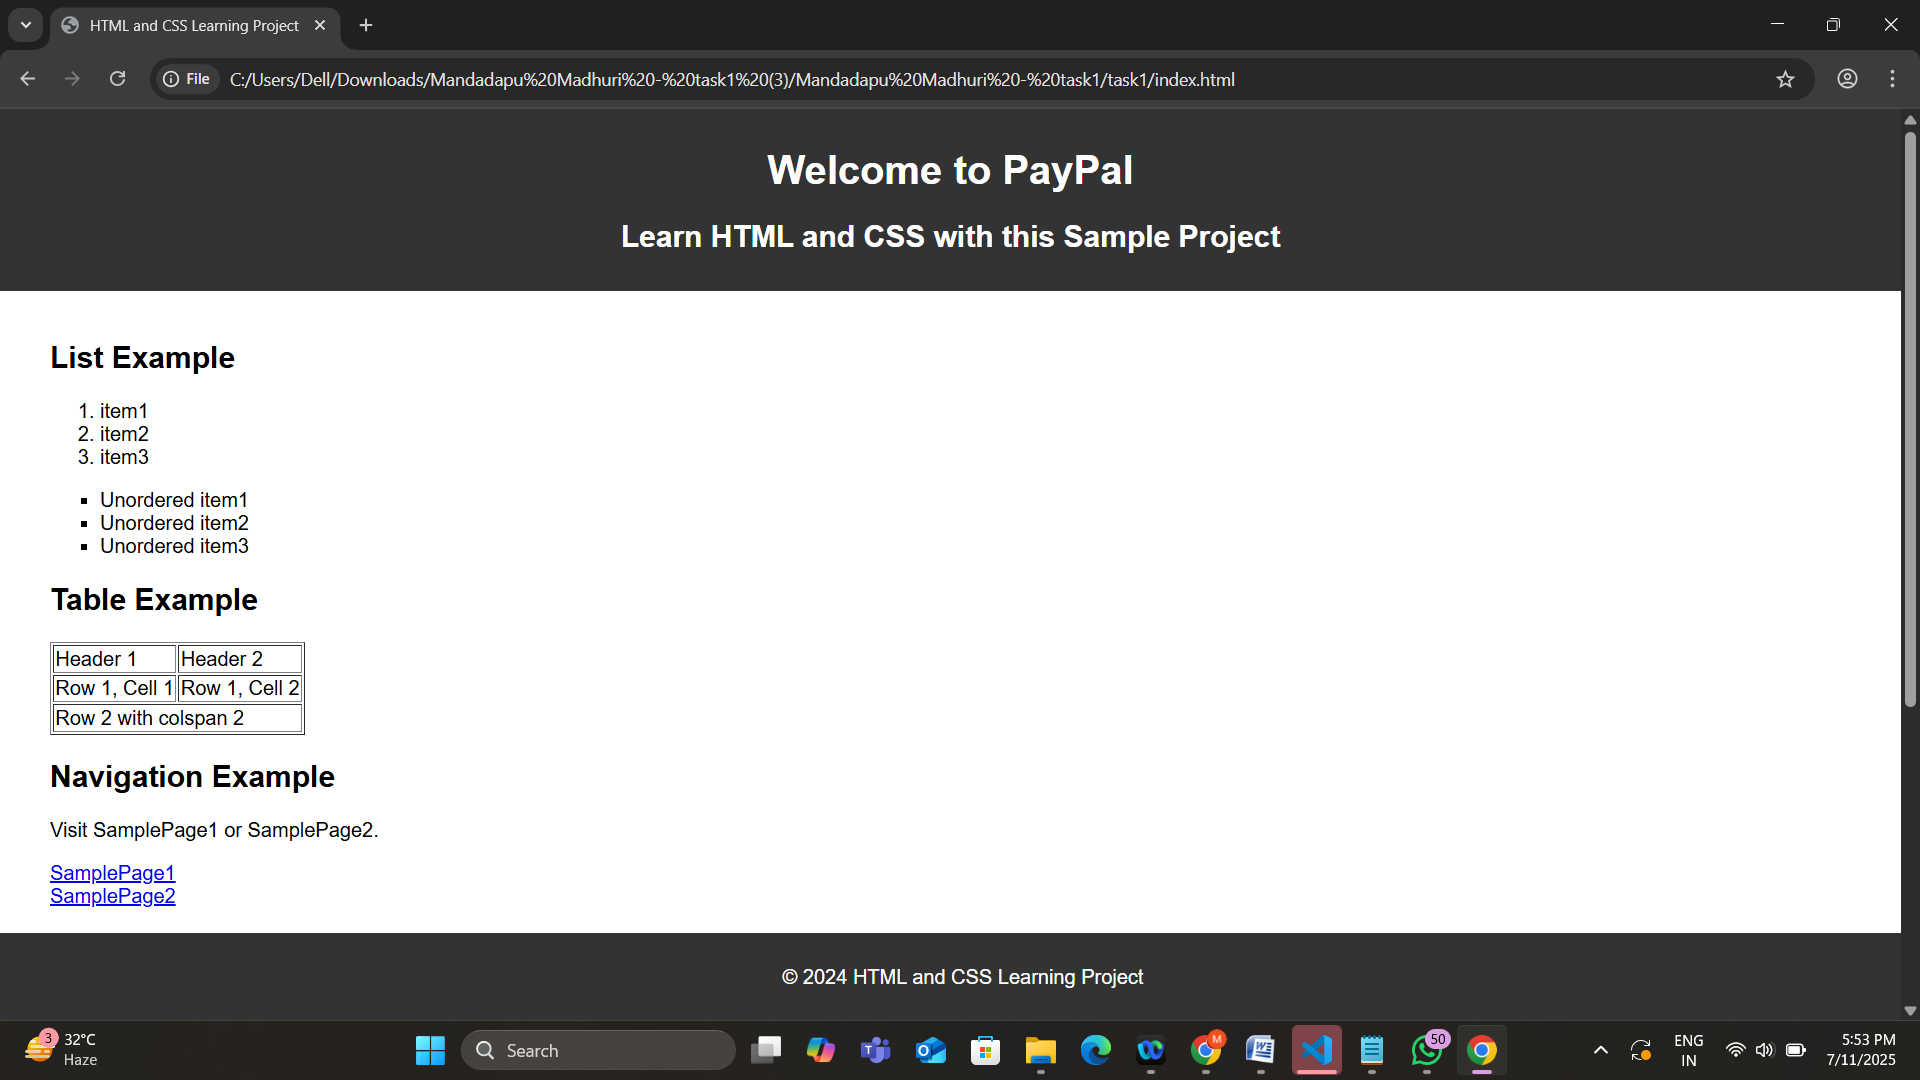 HTML and CSS Learning Project
File C:/Users/Dell/Downloads/Mandadapu%20Madhuri%20-%20task1%20(3)/Mandadapu%20Madhuri%20-%20task1/task1/index.html
Welcome to PayPal
Learn HTML and CSS with this Sample Project
List Example
1. item1
2. item2
3. item3
▪ Unordered item1
▪ Unordered item2
▪ Unordered item3
Table Example
Header 1 Header 2
Row 1, Cell 1 Row 1, Cell 2
Row 2 with colspan 2
Navigation Example
Visit SamplePage1 or SamplePage2.
SamplePage1
SamplePage2
© 2024 HTML and CSS Learning Project
3
32°C
Haze
Search
M
50
ENG
IN
5:53 PM
7/11/2025